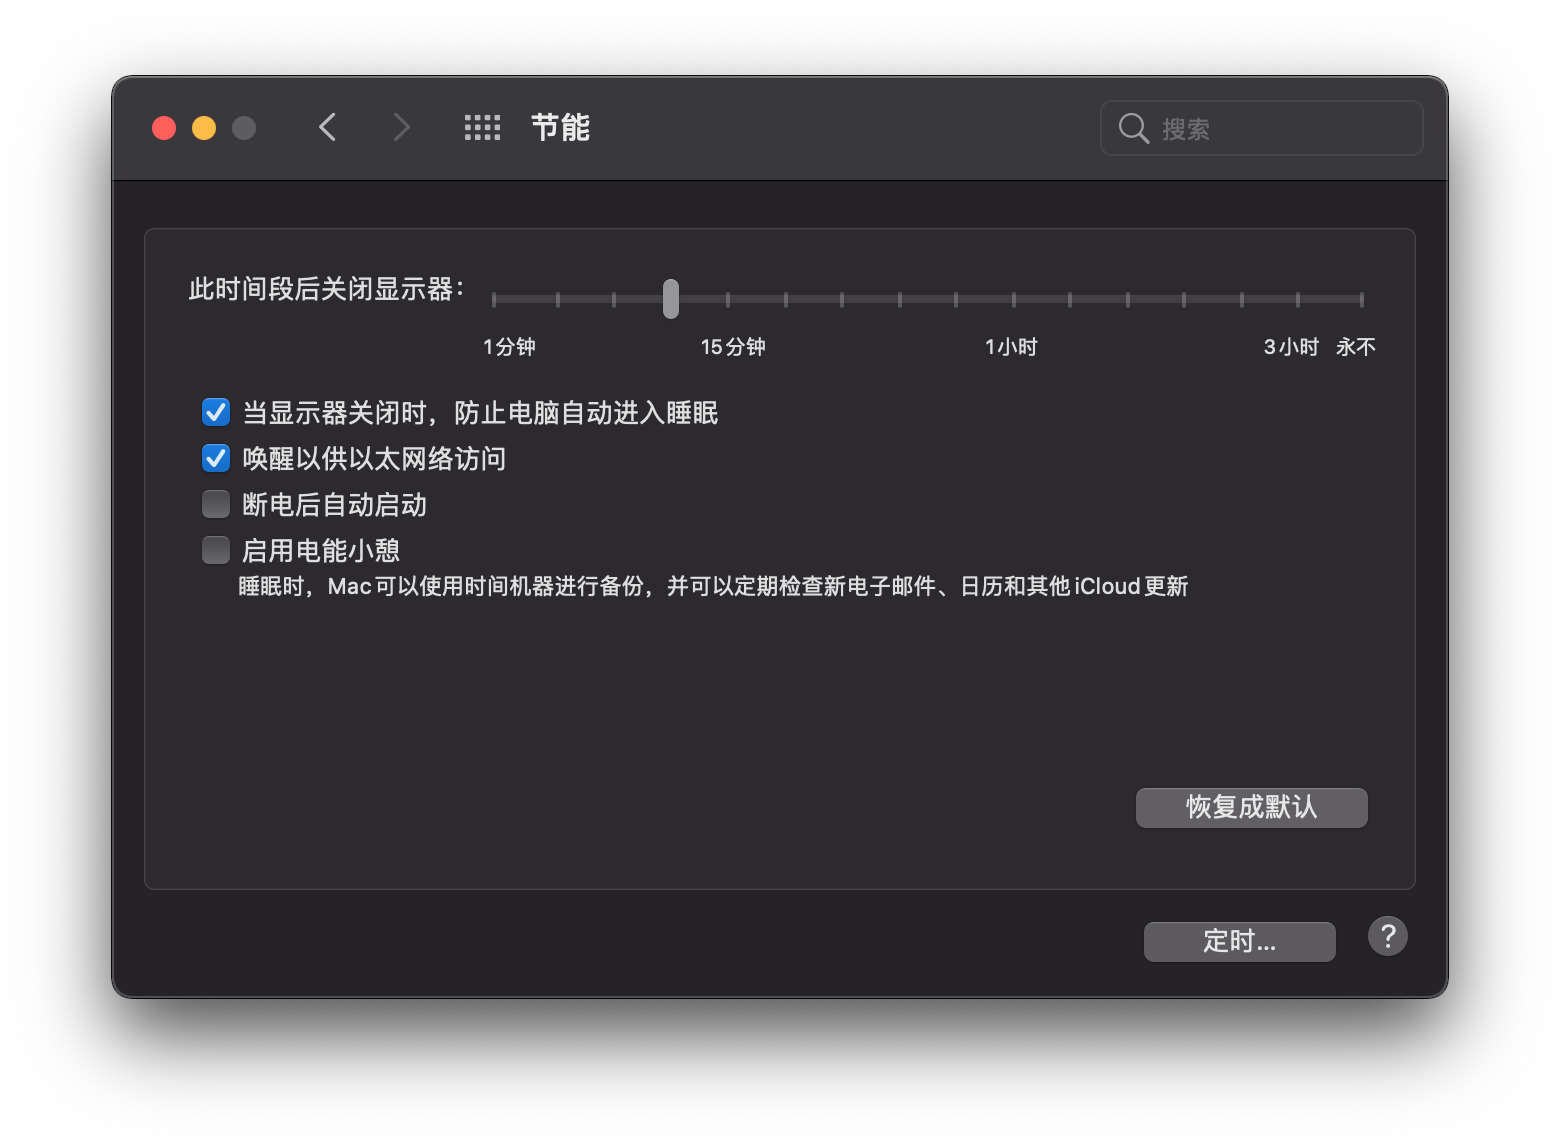 节能
搜索
此时间段后关闭显示器：
1分钟 15分钟 1小时 3小时 永不
当显示器关闭时，防止电脑自动进入睡眠
唤醒以供以太网络访问
断电后自动启动
启用电能小憩
睡眠时，Mac可以使用时间机器进行备份，并可以定期检查新电子邮件、日历和其他iCloud更新
恢复成默认
定时...
?